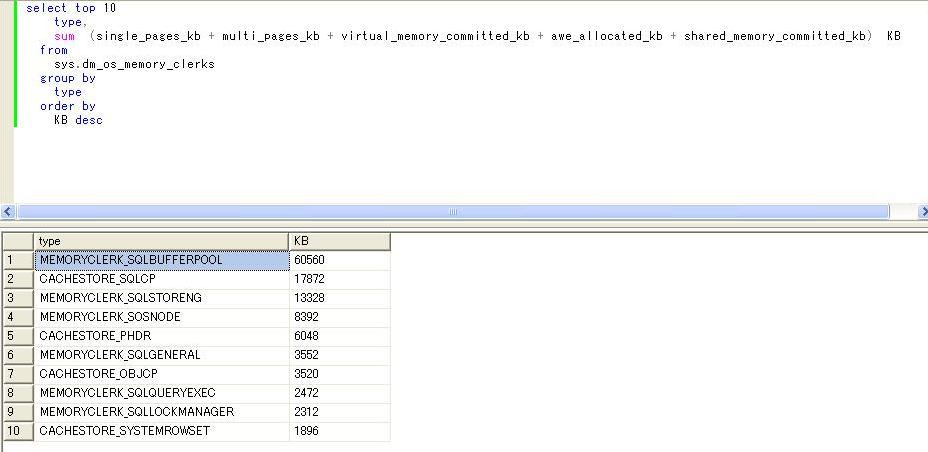 select top 10
type,
sum (single_pages_kb + multi_pages_kb + virtual_memory_committed_kb + awe_allocated_kb + shared_memory_committed_kb) KB
from
sys.dm_os_memory_clerks
group by
type
order by
KB desc
type KB
1 MEMORYCLERK_SQLBUFFERPOOL 60560
2 CACHESTORE_SQLCP 17872
3 MEMORYCLERK_SQLSTORENG 13328
4 MEMORYCLERK_SOSNODE 8392
5 CACHESTORE_PHDR 6048
6 MEMORYCLERK_SQLGENERAL 3552
7 CACHESTORE_OBJCP 3520
8 MEMORYCLERK_SQLQUERYEXEC 2472
9 MEMORYCLERK_SQLLOCKMANAGER 2312
10 CACHESTORE_SYSTEMROWSET 1896